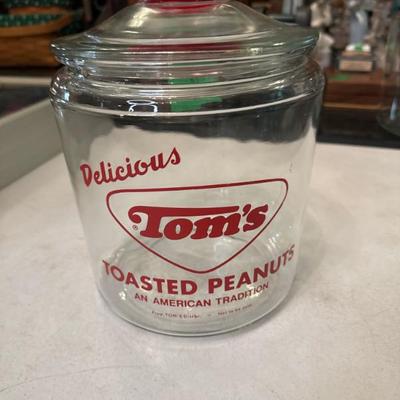 Delicious
® Tom's
TOASTED PEANUTS
AN AMERICAN TRADITION